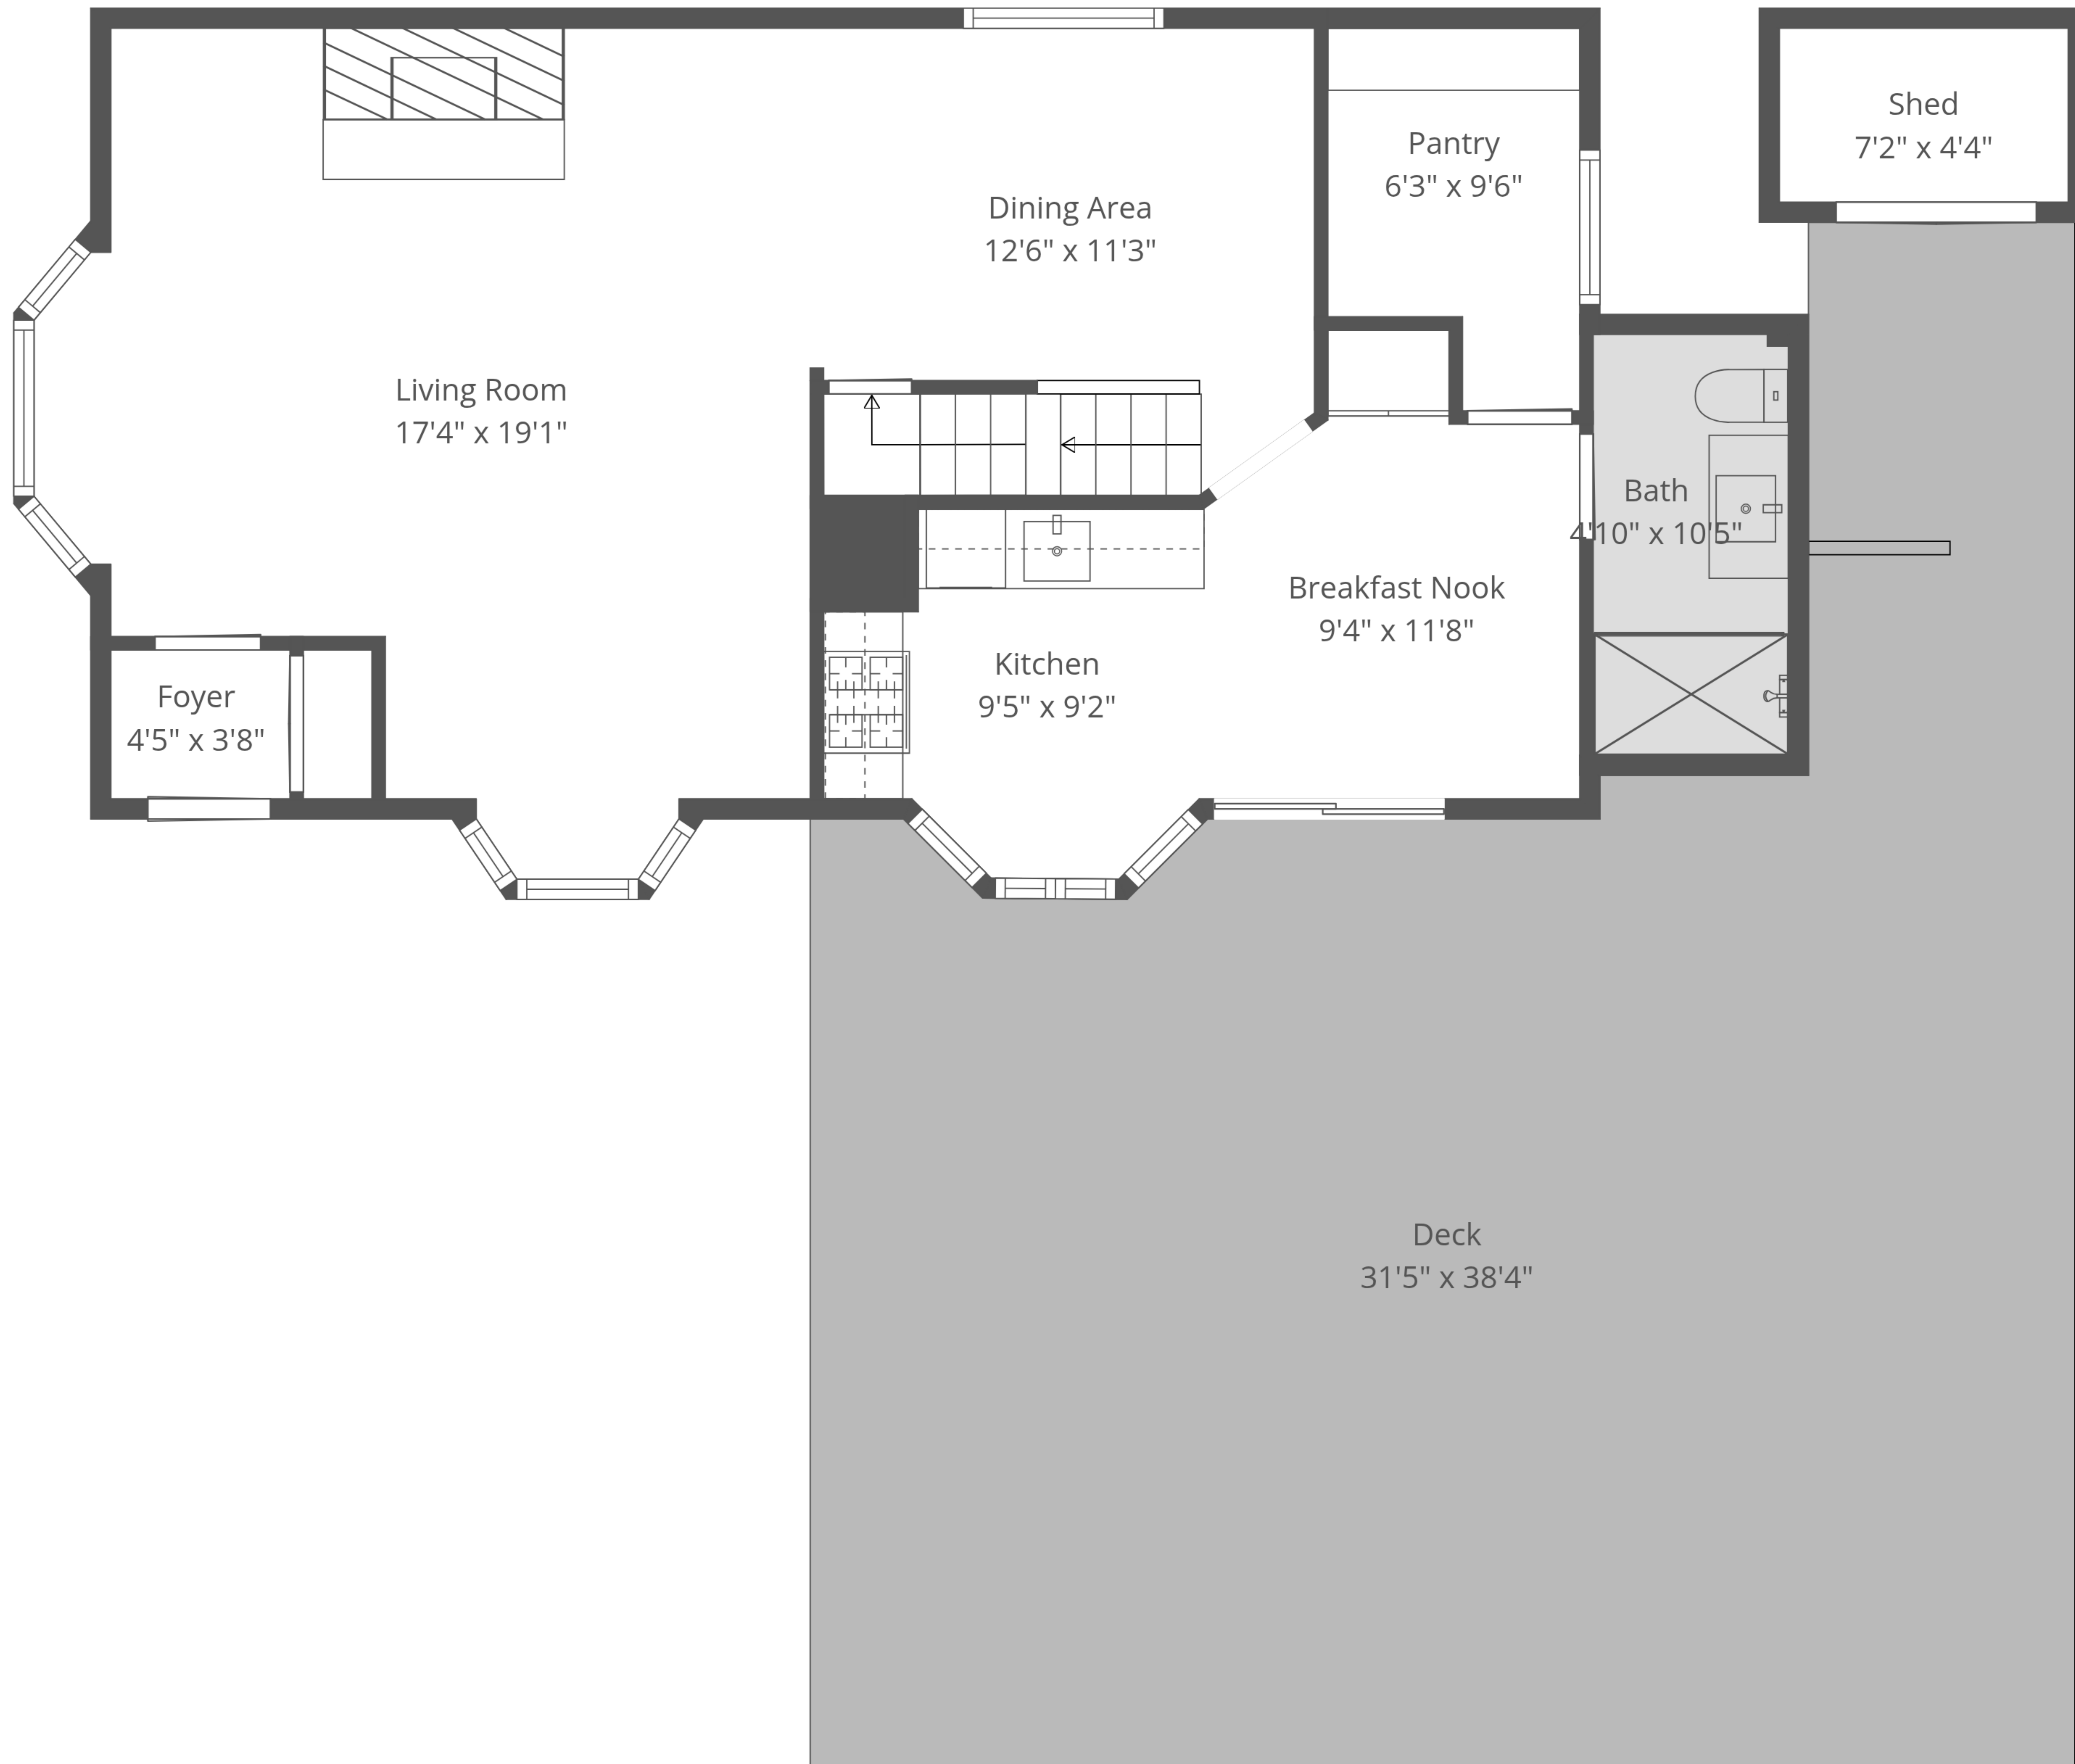 Shed
7'2" x 4'4"
Pantry
6'3" x 9'6"
Dining Area
12'6" x 11'3"
Living Room
17'4" x 19'1"
Bath
4'10" x 10'5"
Breakfast Nook
9'4" x 11'8"
Kitchen
9'5" x 9'2"
Foyer
4'5" x 3'8"
Deck
31'5" x 38'4"